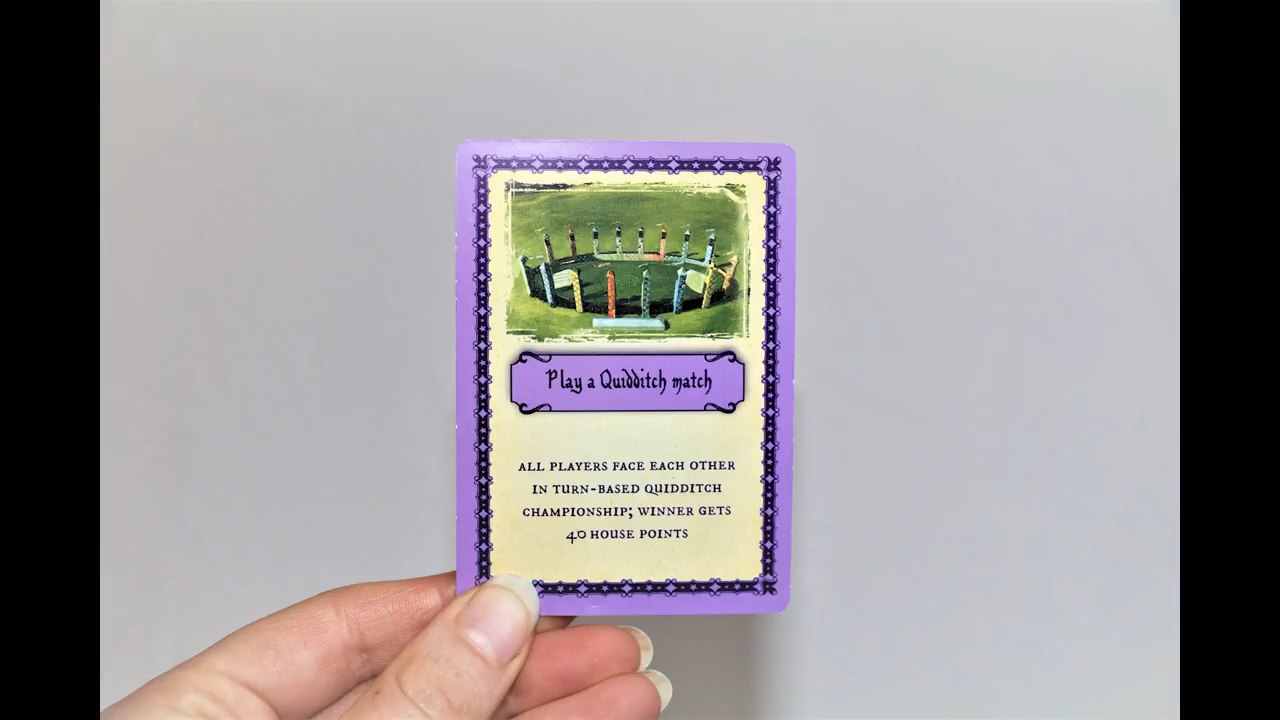 Play a Quidditch match
ALL PLAYERS FACE EACH OTHER
IN TURN-BASED QUIDDITCH
CHAMPIONSHIP; WINNER GETS
40 HOUSE POINTS